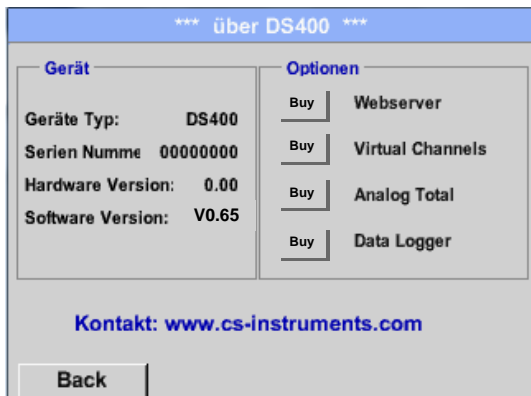 *** über DS400 ***
Gerät
Geräte Typ: DS400
Serien Numme 00000000
Hardware Version: 0.00
Software Version: V0.65
Optionen
Buy Webserver
Buy Virtual Channels
Buy Analog Total
Buy Data Logger
Kontakt: www.cs-instruments.com
Back